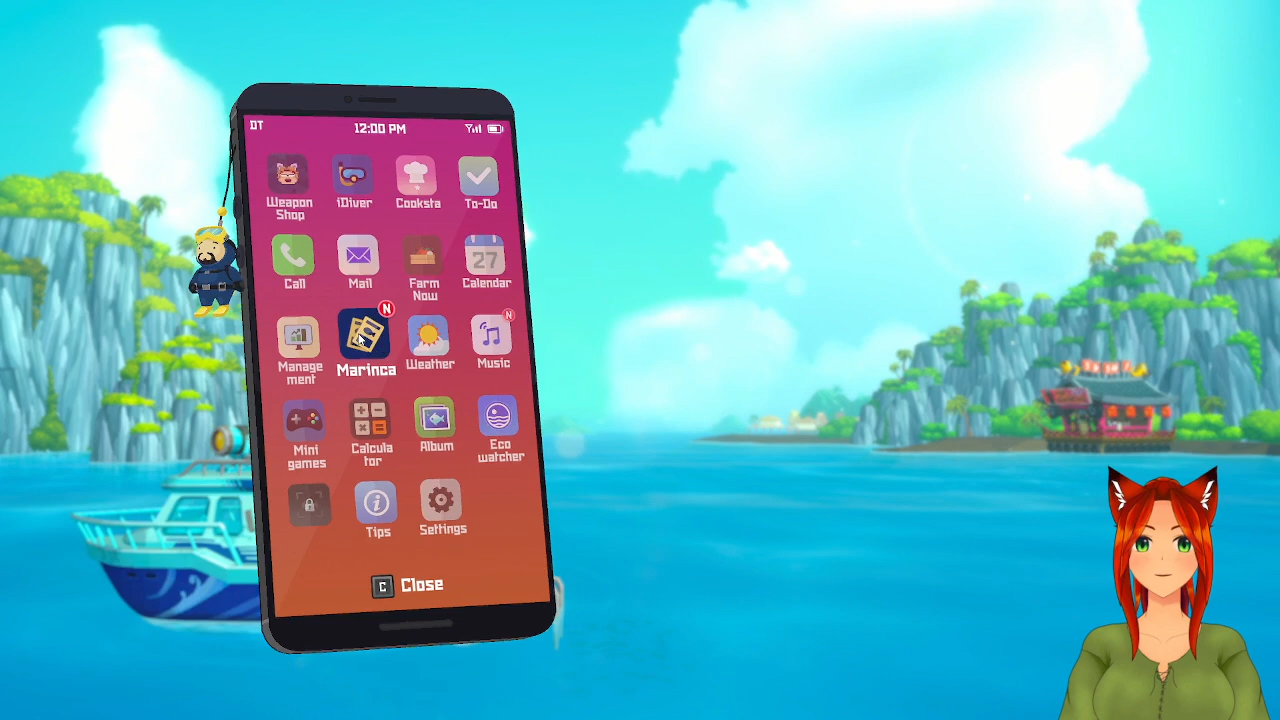 DT
12:00 PM
Weapon
Shop
iDiver
Cooksta
To-Do
Call
Mail
Farm
Now
27
Calendar
Manage
ment
N
Marinca
Weather
N
Music
Mini
games
Calcula
tor
Album
Eco
watcher
Tips
Settings
C Close